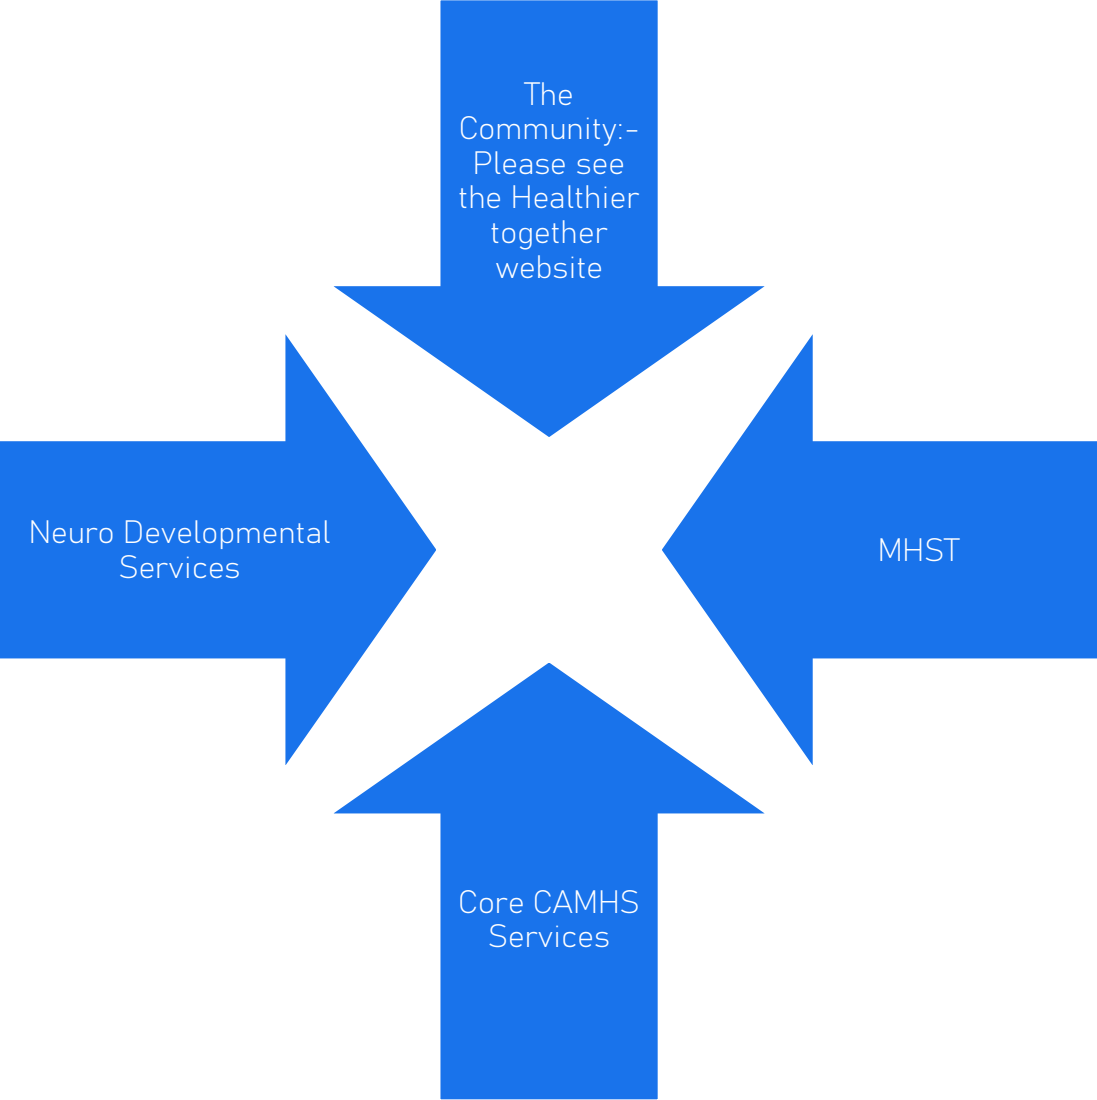 The
Community:-
Please see
the Healthier
together
website
Neuro Developmental
Services
MHST
Core CAMHS
Services